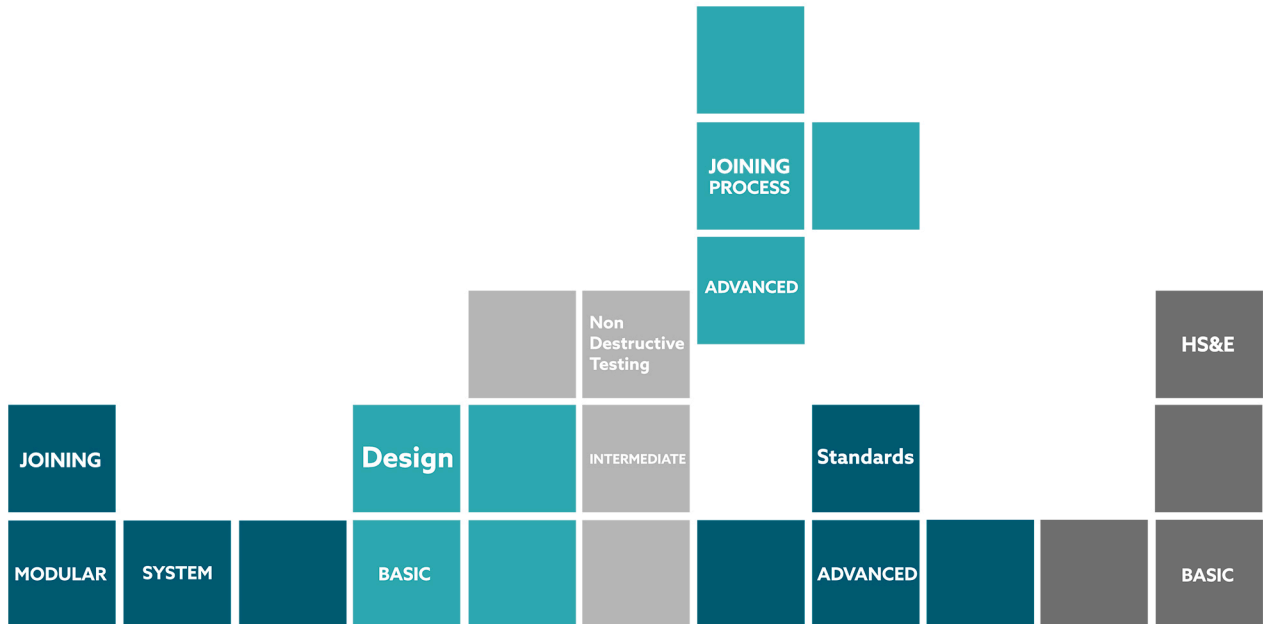 JOINING
PROCESS
ADVANCED
Non
Destructive
Testing
HS&E
JOINING
Design
INTERMEDIATE
Standards
MODULAR
SYSTEM
BASIC
ADVANCED
BASIC